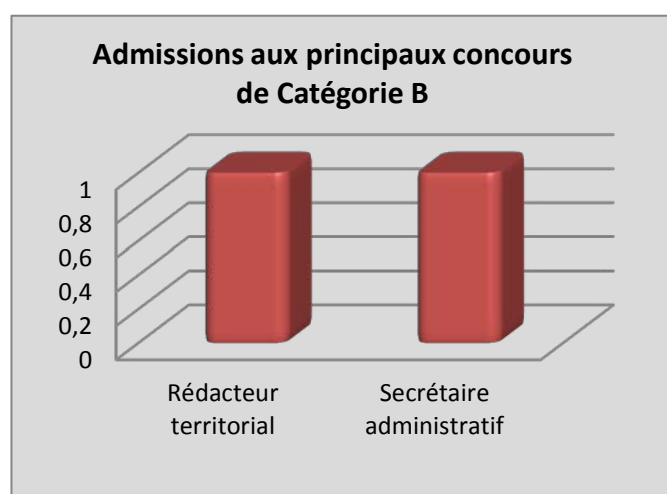 Admissions aux principaux concours
de Catégorie B
1
0,8
0,6
0,4
0,2
0
Rédacteur
territorial
Secrétaire
administratif